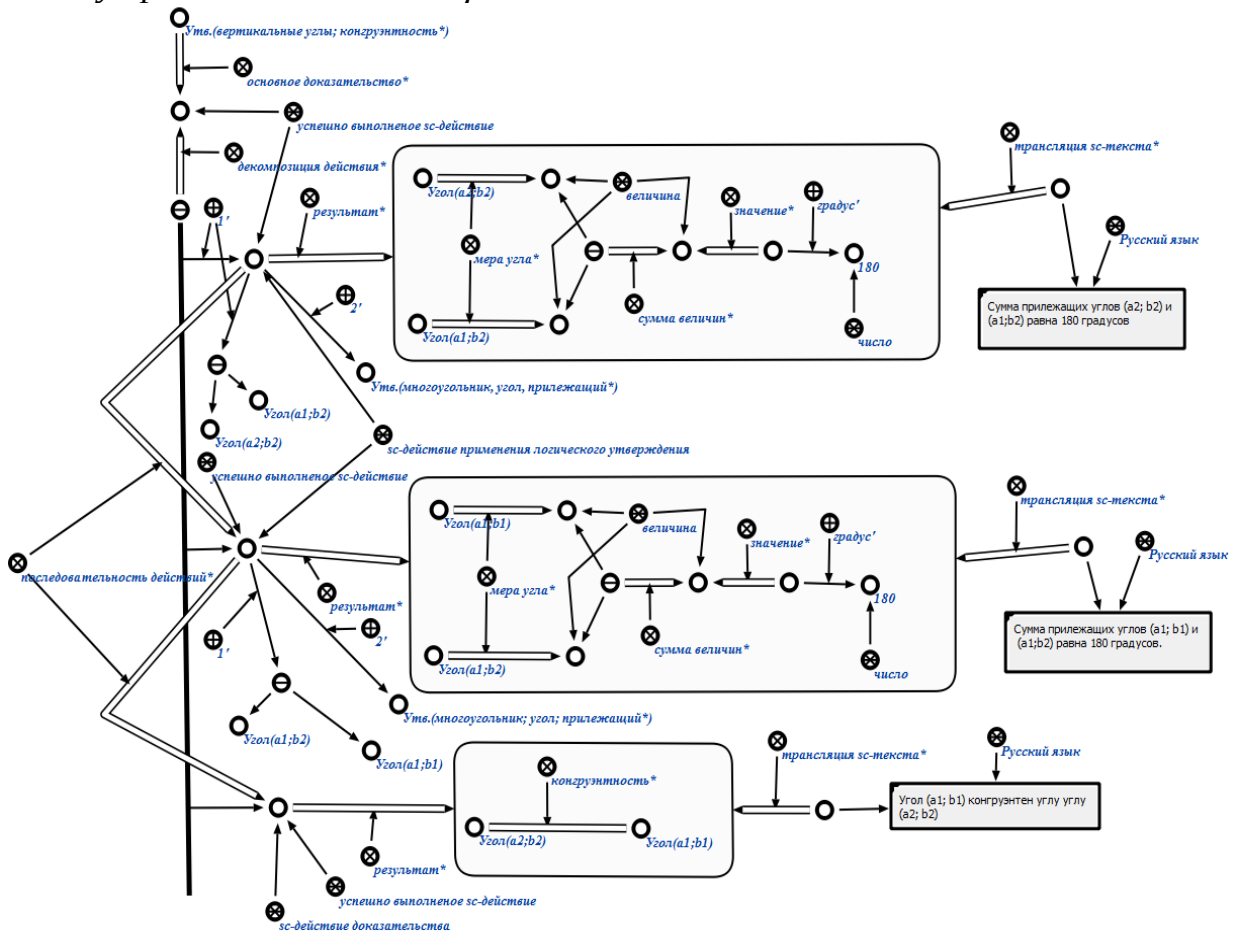 Утв.(вертикальные углы; конгруэнтность*)
основное доказательство*
успешно выполненое sc-действие
декомпозиция действия*
1'
результат*
Угол(a2;b2)
величина
значение*
градус'
трансляция sc-текста*
Русский язык
мера угла*
180
2'
сумма величин*
Сумма прилежащих углов (a2; b2) и
(a1;b2) равна 180 градусов
Угол(a1;b2)
число
Утв.(многоугольник, угол, прилежащий*)
Угол(a1;b2)
Угол(a2;b2)
sc-действие применения логического утверждения
успешно выполненое sc-действие
Угол(a1;b1)
величина
значение*
градус'
трансляция sc-текста*
Русский язык
последовательность действий*
результат*
мера угла*
180
1'
2'
сумма величин*
Сумма прилежащих углов (a1; b1) и
(a1;b2) равна 180 градусов.
Угол(a1;b2)
число
Утв.(многоугольник; угол; прилежащий*)
Угол(a1;b2)
Угол(a1;b1)
конгруэнтность*
трансляция sc-текста*
Русский язык
Угол (a1; b1) конгруэнтен углу углу
(a2; b2)
Угол(a2;b2)
Угол(a1;b1)
результат*
успешно выполненое sc-действие
sc-действие доказательства